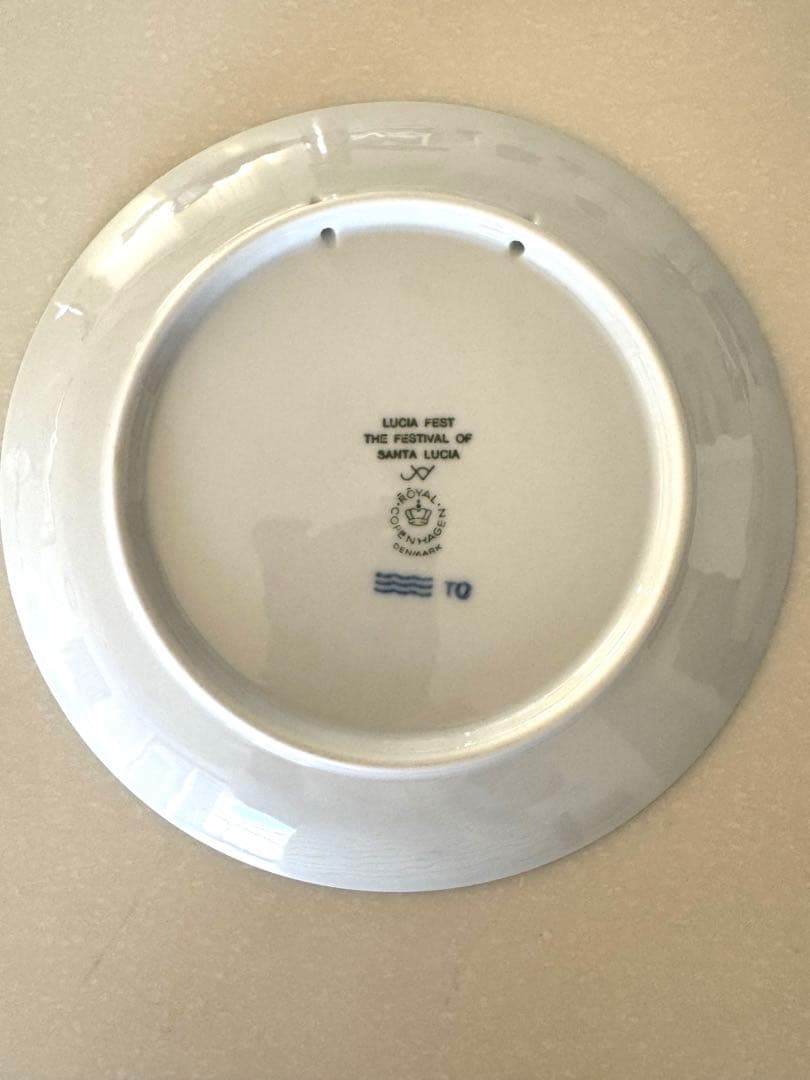 LUCIA FEST
THE FESTIVAL OF
SANTA LUCIA
ROYAL
COPENHAGEN
DENMARK
TQ